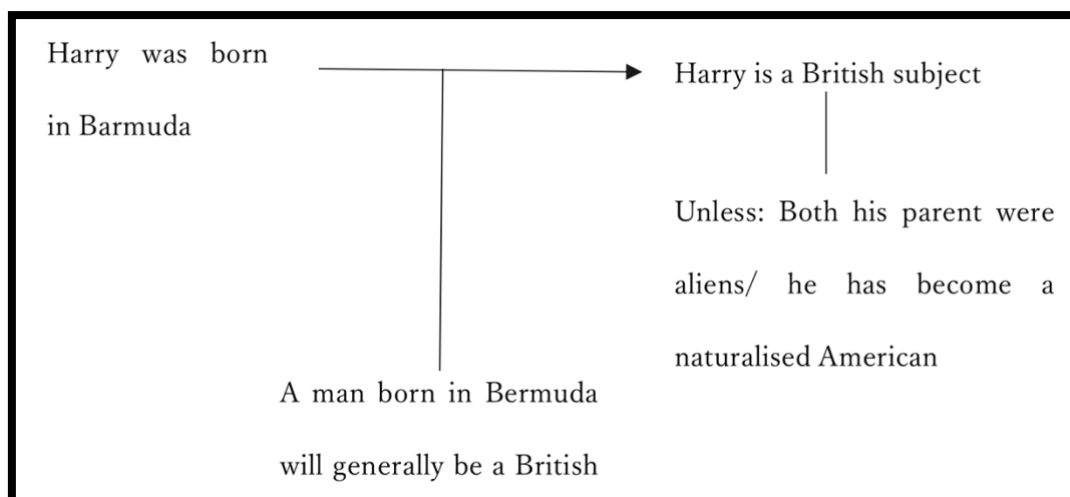 Harry was born
in Barmuda
Harry is a British subject
Unless: Both his parent were
aliens/ he has become a
naturalised American
A man born in Bermuda
will generally be a British